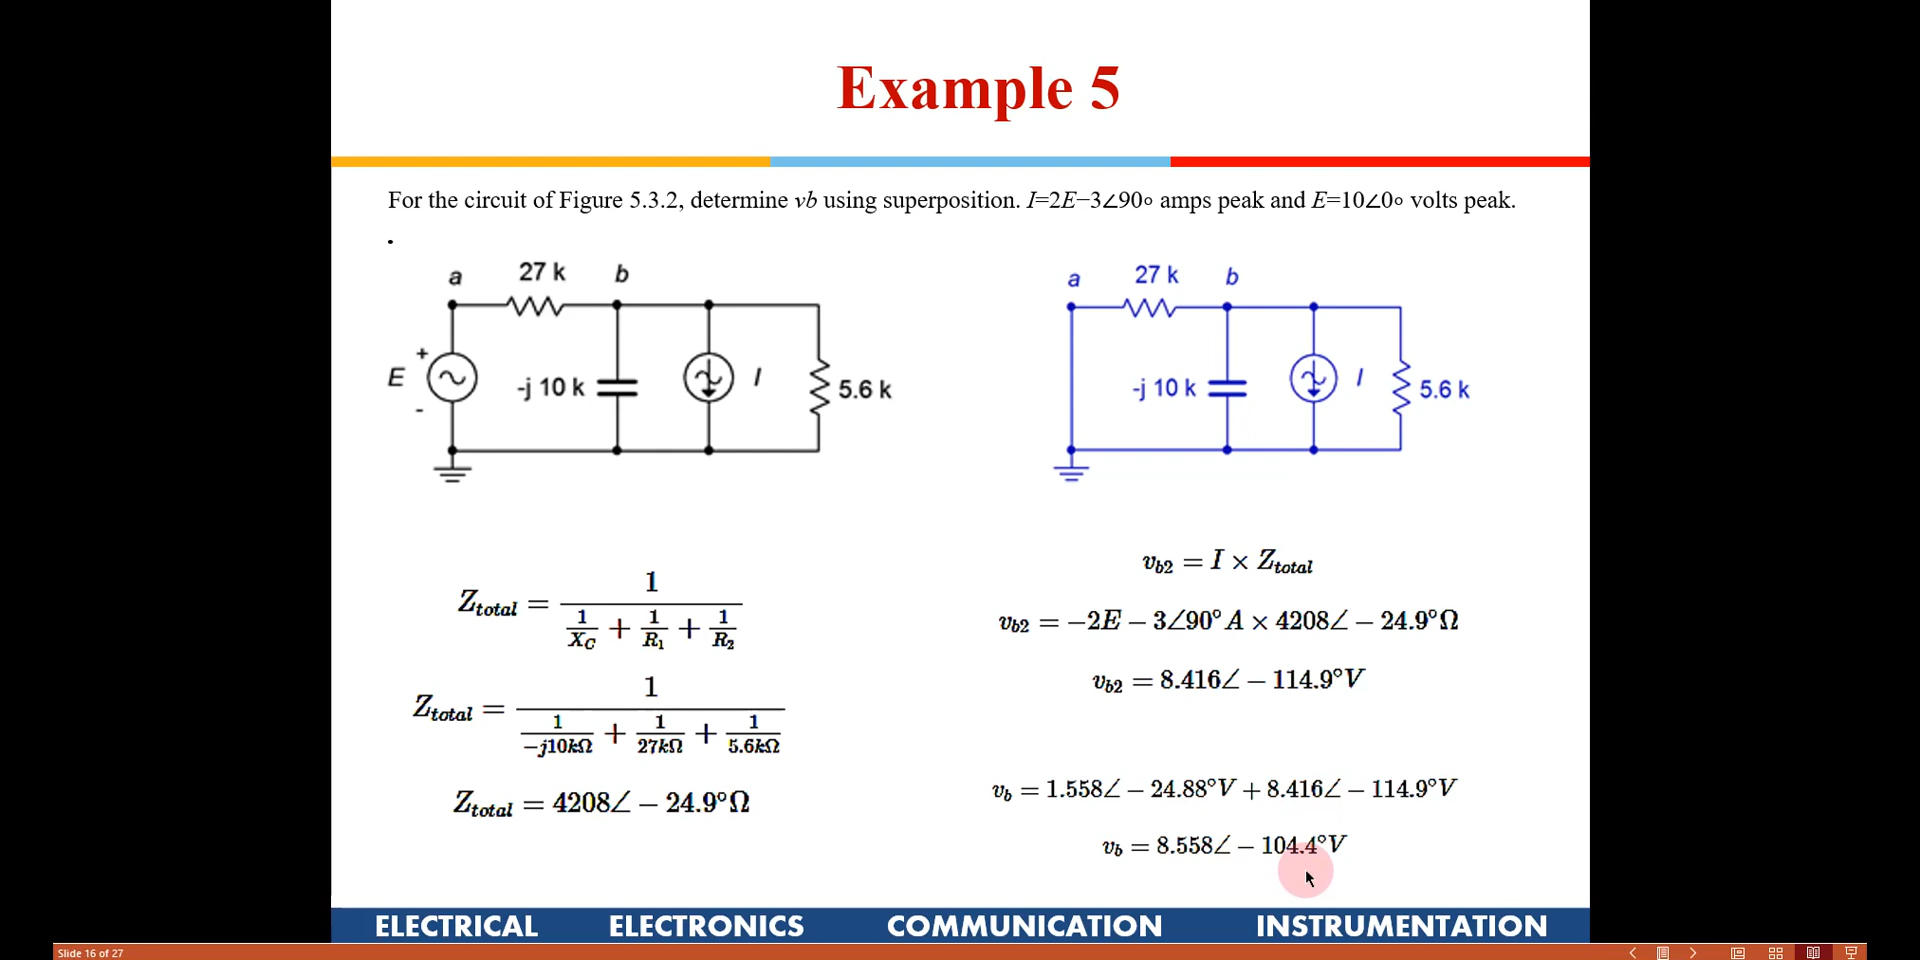 Example 5
For the circuit of Figure 5.3.2, determine vb using superposition. I=2E−3∠90∘ amps peak and E=10∠0∘ volts peak.
.
a 27 k b
E + - -j 10 k I 5.6 k
a 27 k b
-j 10 k I 5.6 k
Z_total = 1 / (1/X_C + 1/R_1 + 1/R_2)
Z_total = 1 / (1/−j10kΩ + 1/27kΩ + 1/5.6kΩ)
Z_total = 4208∠ − 24.9°Ω
v_b2 = I × Z_total
v_b2 = −2E − 3∠90° A × 4208∠ − 24.9°Ω
v_b2 = 8.416∠ − 114.9°V
v_b = 1.558∠ − 24.88°V + 8.416∠ − 114.9°V
v_b = 8.558∠ − 104.4°V
ELECTRICAL ELECTRONICS COMMUNICATION INSTRUMENTATION
Slide 16 of 27